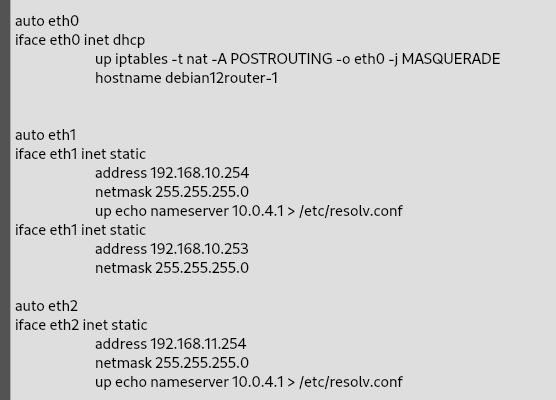 auto eth0
iface eth0 inet dhcp
up iptables -t nat -A POSTROUTING -o eth0 -j MASQUERADE
hostname debian12router-1
auto eth1
iface eth1 inet static
address 192.168.10.254
netmask 255.255.255.0
up echo nameserver 10.0.4.1 > /etc/resolv.conf
iface eth1 inet static
address 192.168.10.253
netmask 255.255.255.0
auto eth2
iface eth2 inet static
address 192.168.11.254
netmask 255.255.255.0
up echo nameserver 10.0.4.1 > /etc/resolv.conf